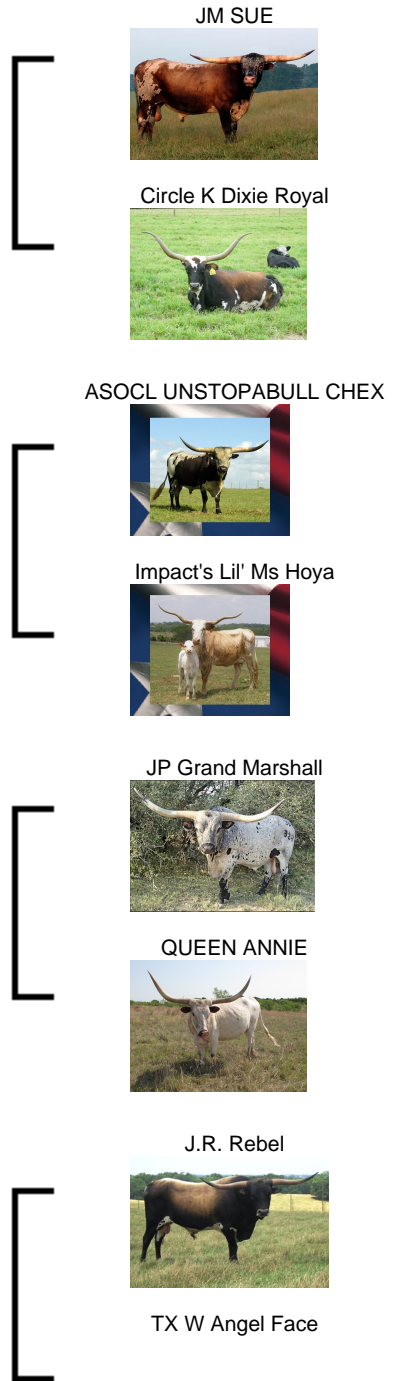 JM SUE
Circle K Dixie Royal
ASOCL UNSTOPABULL CHEX
Impact's Lil' Ms Hoya
JP Grand Marshall
QUEEN ANNIE
J.R. Rebel
TX W Angel Face